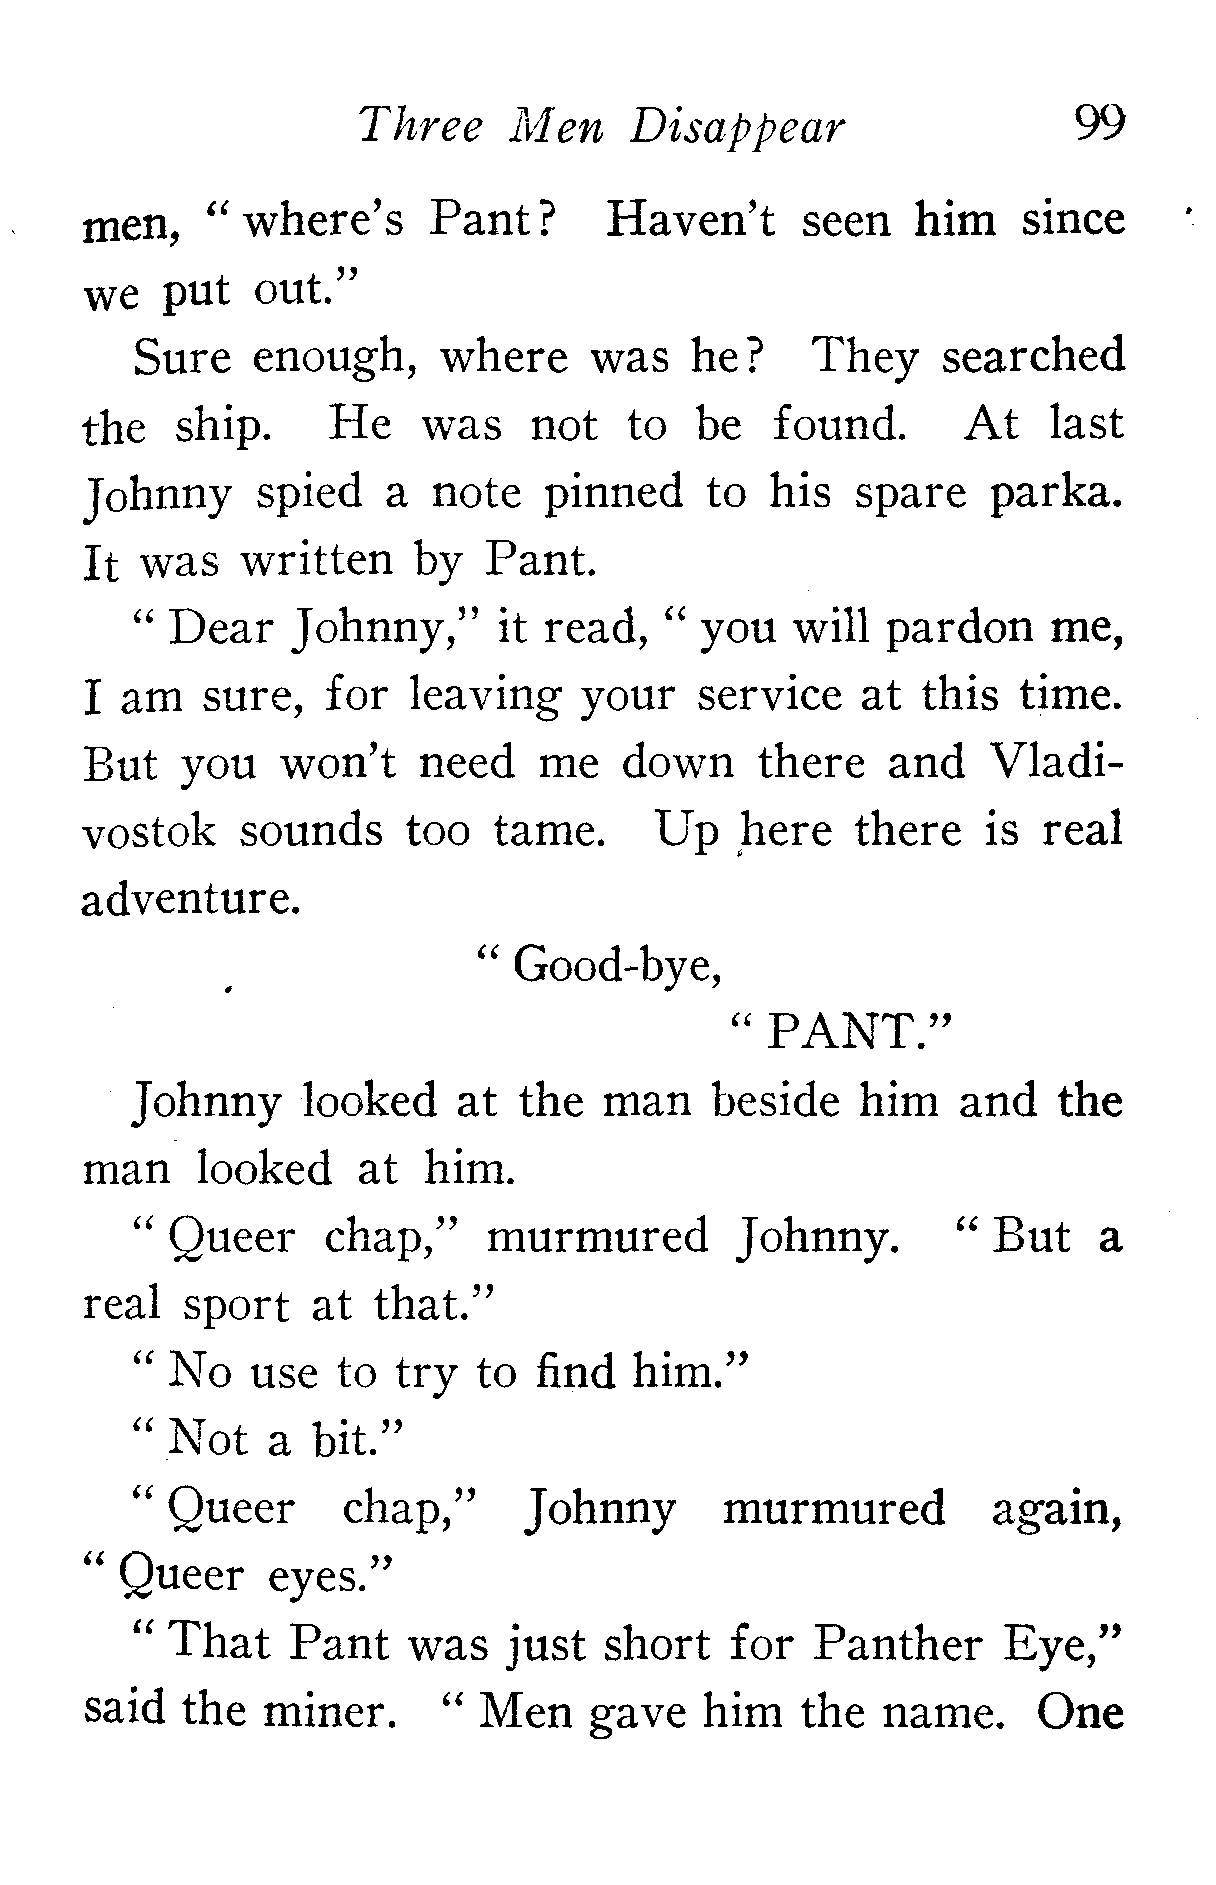 Three Men Disappear 99
men, " where's Pant? Haven't seen him since
we put out."
Sure enough, where was he? They searched
the ship. He was not to be found. At last
Johnny spied a note pinned to his spare parka.
It was written by Pant.
" Dear Johnny," it read, " you will pardon me,
I am sure, for leaving your service at this time.
But you won't need me down there and Vladi-
vostok sounds too tame. Up here there is real
adventure.
" Good-bye,
" PANT."
Johnny looked at the man beside him and the
man looked at him.
" Queer chap," murmured Johnny. " But a
real sport at that."
" No use to try to find him."
" Not a bit."
" Queer chap," Johnny murmured again,
" Queer eyes."
" That Pant was just short for Panther Eye,"
said the miner. " Men gave him the name. One